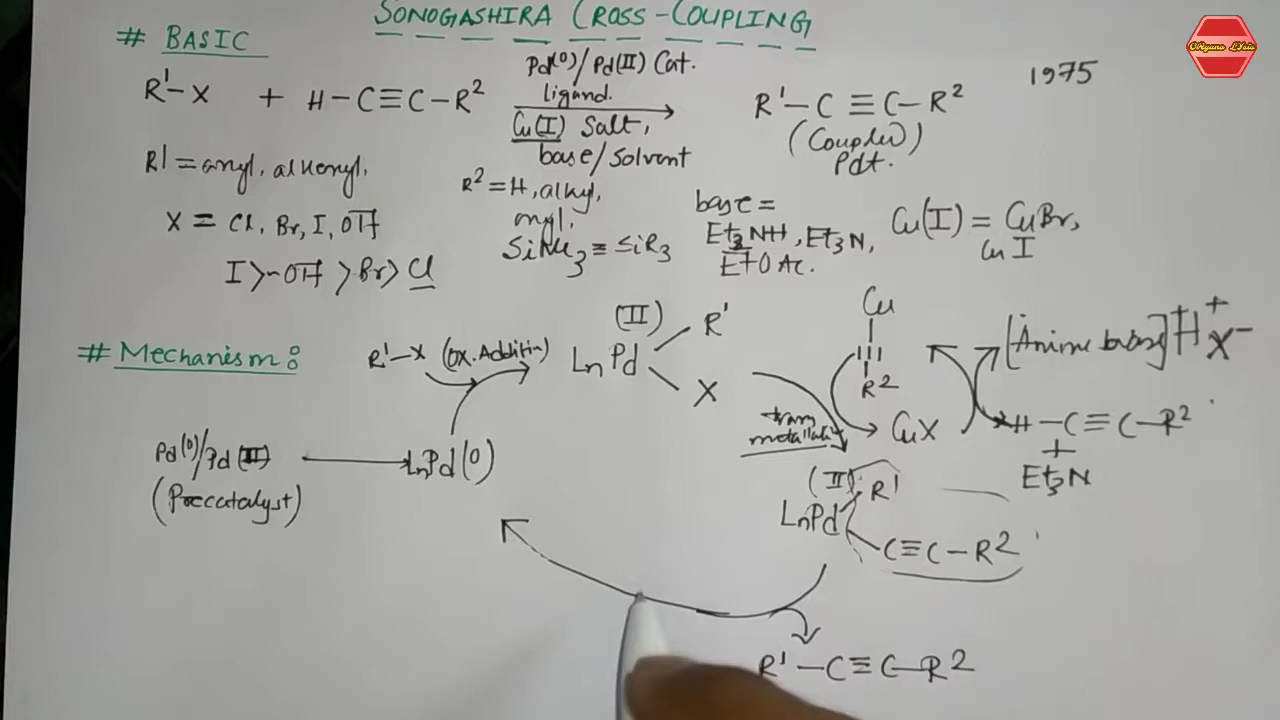 SONOGASHIRA CROSS-COUPLING
# BASIC
1975
R¹-X + H-C≡C-R²
Pd(0)/Pd(II) Cat.
ligand.
Cu(I) Salt,
base/solvent
R¹-C≡C-R²
(Coupled)
Pdt.
R¹ = aryl, alkenyl.
X = Cl, Br, I, OTf
I > -OTf > Br > Cl
R² = H, alkyl,
aryl.
≡ SiR₃
base =
Et₂NH, Et₃N,
EtOAc.
Cu(I) = CuBr,
CuI
# Mechanism:
R¹-X (ox. Addition)
(II)
LnPd
R¹
X
Cu
≡
R²
[Amine base]
H
+
X⁻
trans
metallation
CuX
H-C≡C-R²
+
Et₃N
Pd(0)/Pd(II)
(Precatalyst)
LnPd(0)
(II)
LnPd
R¹
C≡C-R²
R¹-C≡C-R²